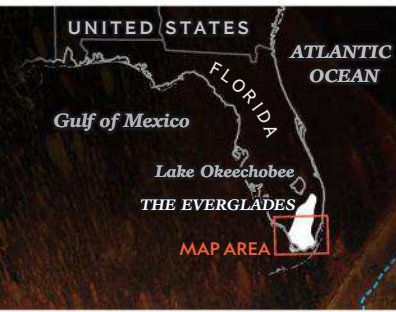 UNITED STATES
ATLANTIC
OCEAN
FLORIDA
Gulf of Mexico
Lake Okeechobee
THE EVERGLADES
MAP AREA